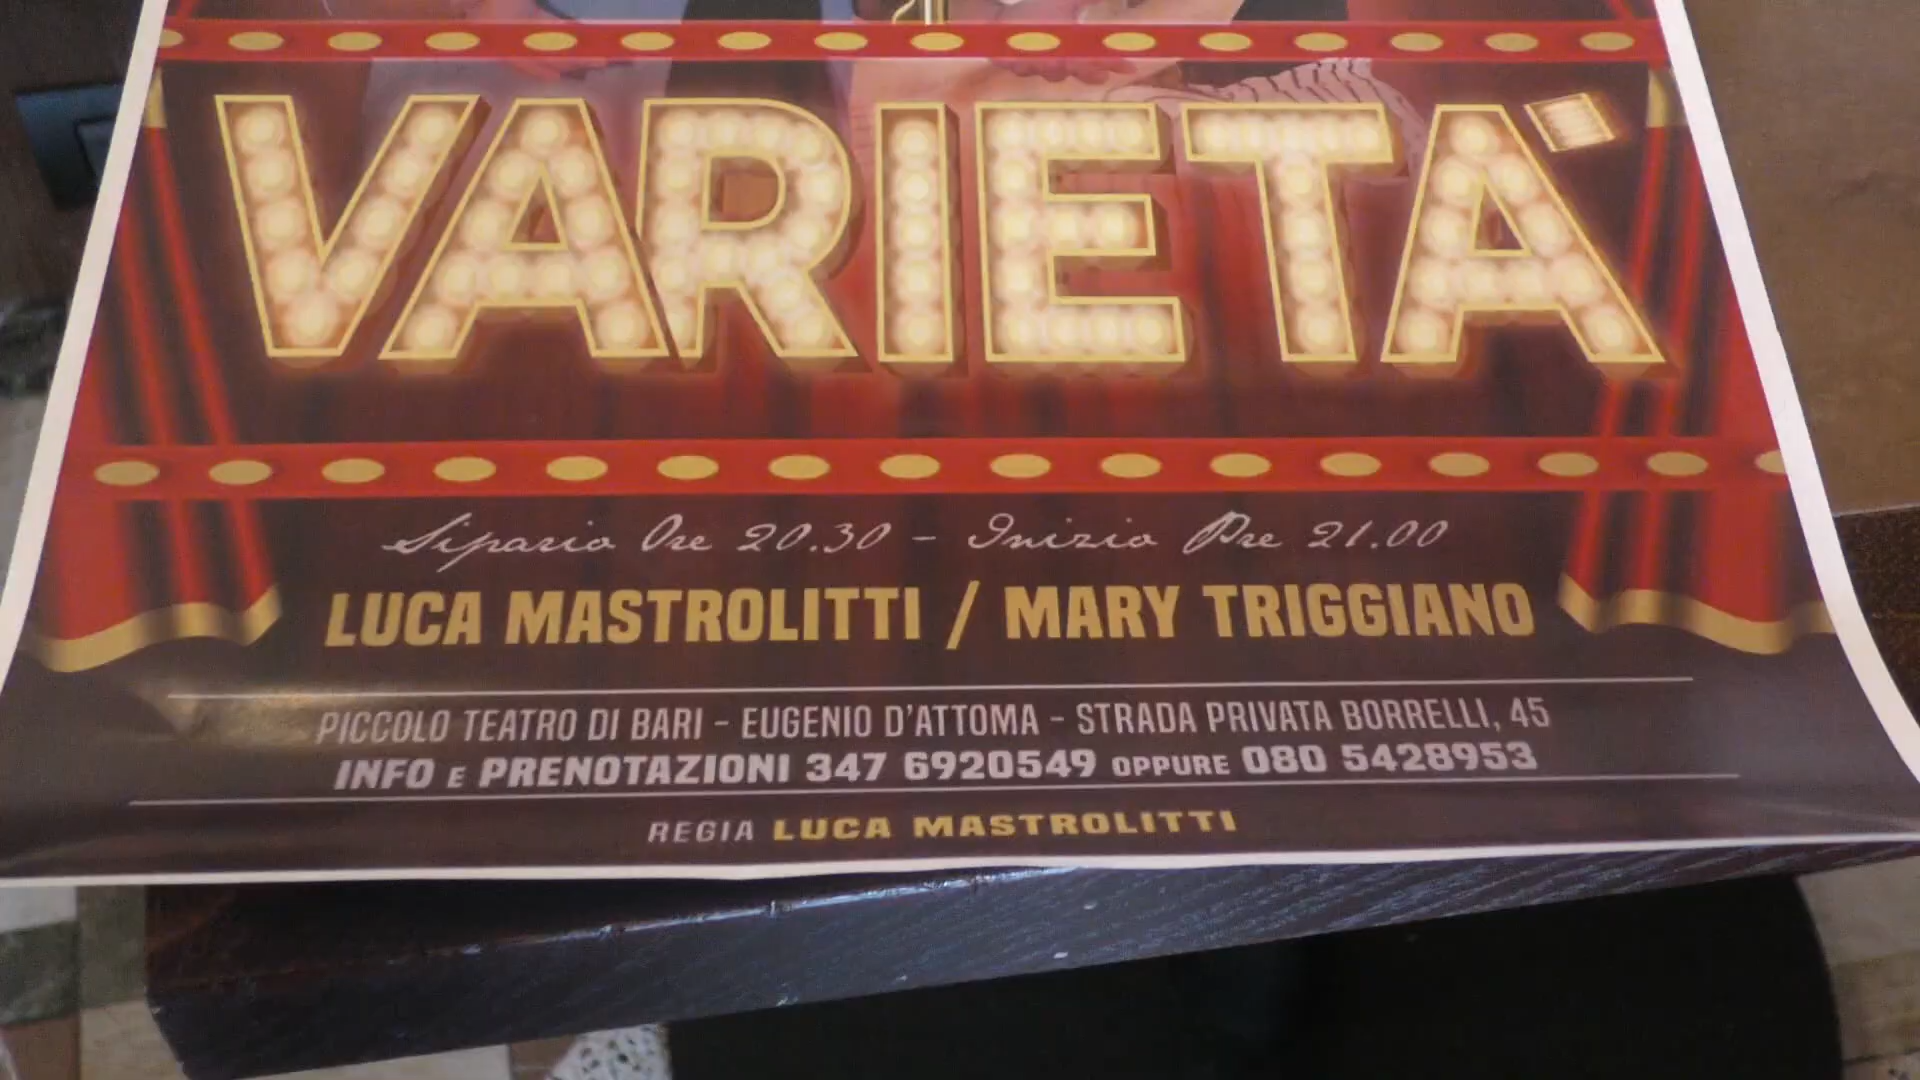 VARIETA'
Sipario Ore 20.30 - Inizio Ore 21.00
LUCA MASTROLITTI / MARY TRIGGIANO
PICCOLO TEATRO DI BARI - EUGENIO D'ATTOMA - STRADA PRIVATA BORRELLI, 45
INFO E PRENOTAZIONI 347 6920549 OPPURE 080 5428953
REGIA LUCA MASTROLITTI